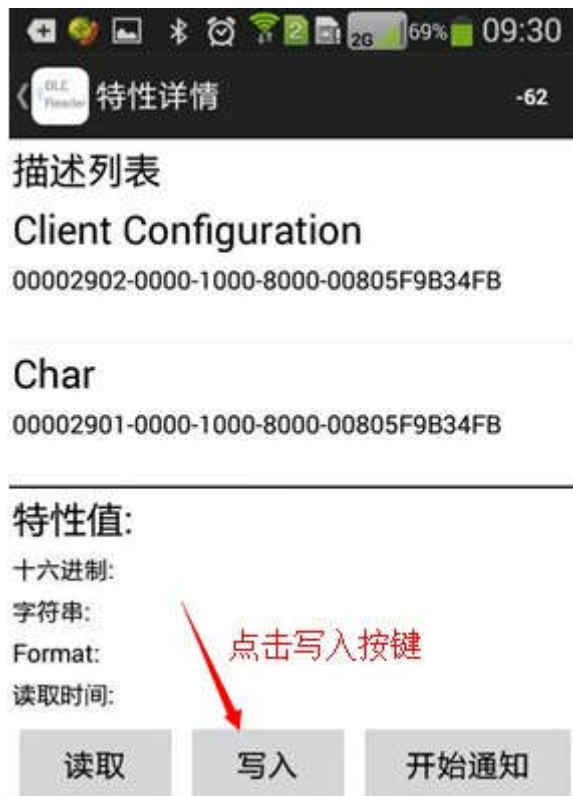 2 2G 69% 09:30
BLE
Reader 特性详情 -62
描述列表
Client Configuration
00002902-0000-1000-8000-00805F9B34FB
Char
00002901-0000-1000-8000-00805F9B34FB
特性值:
十六进制:
字符串:
点击写入按键
Format:
读取时间:
读取 写入 开始通知